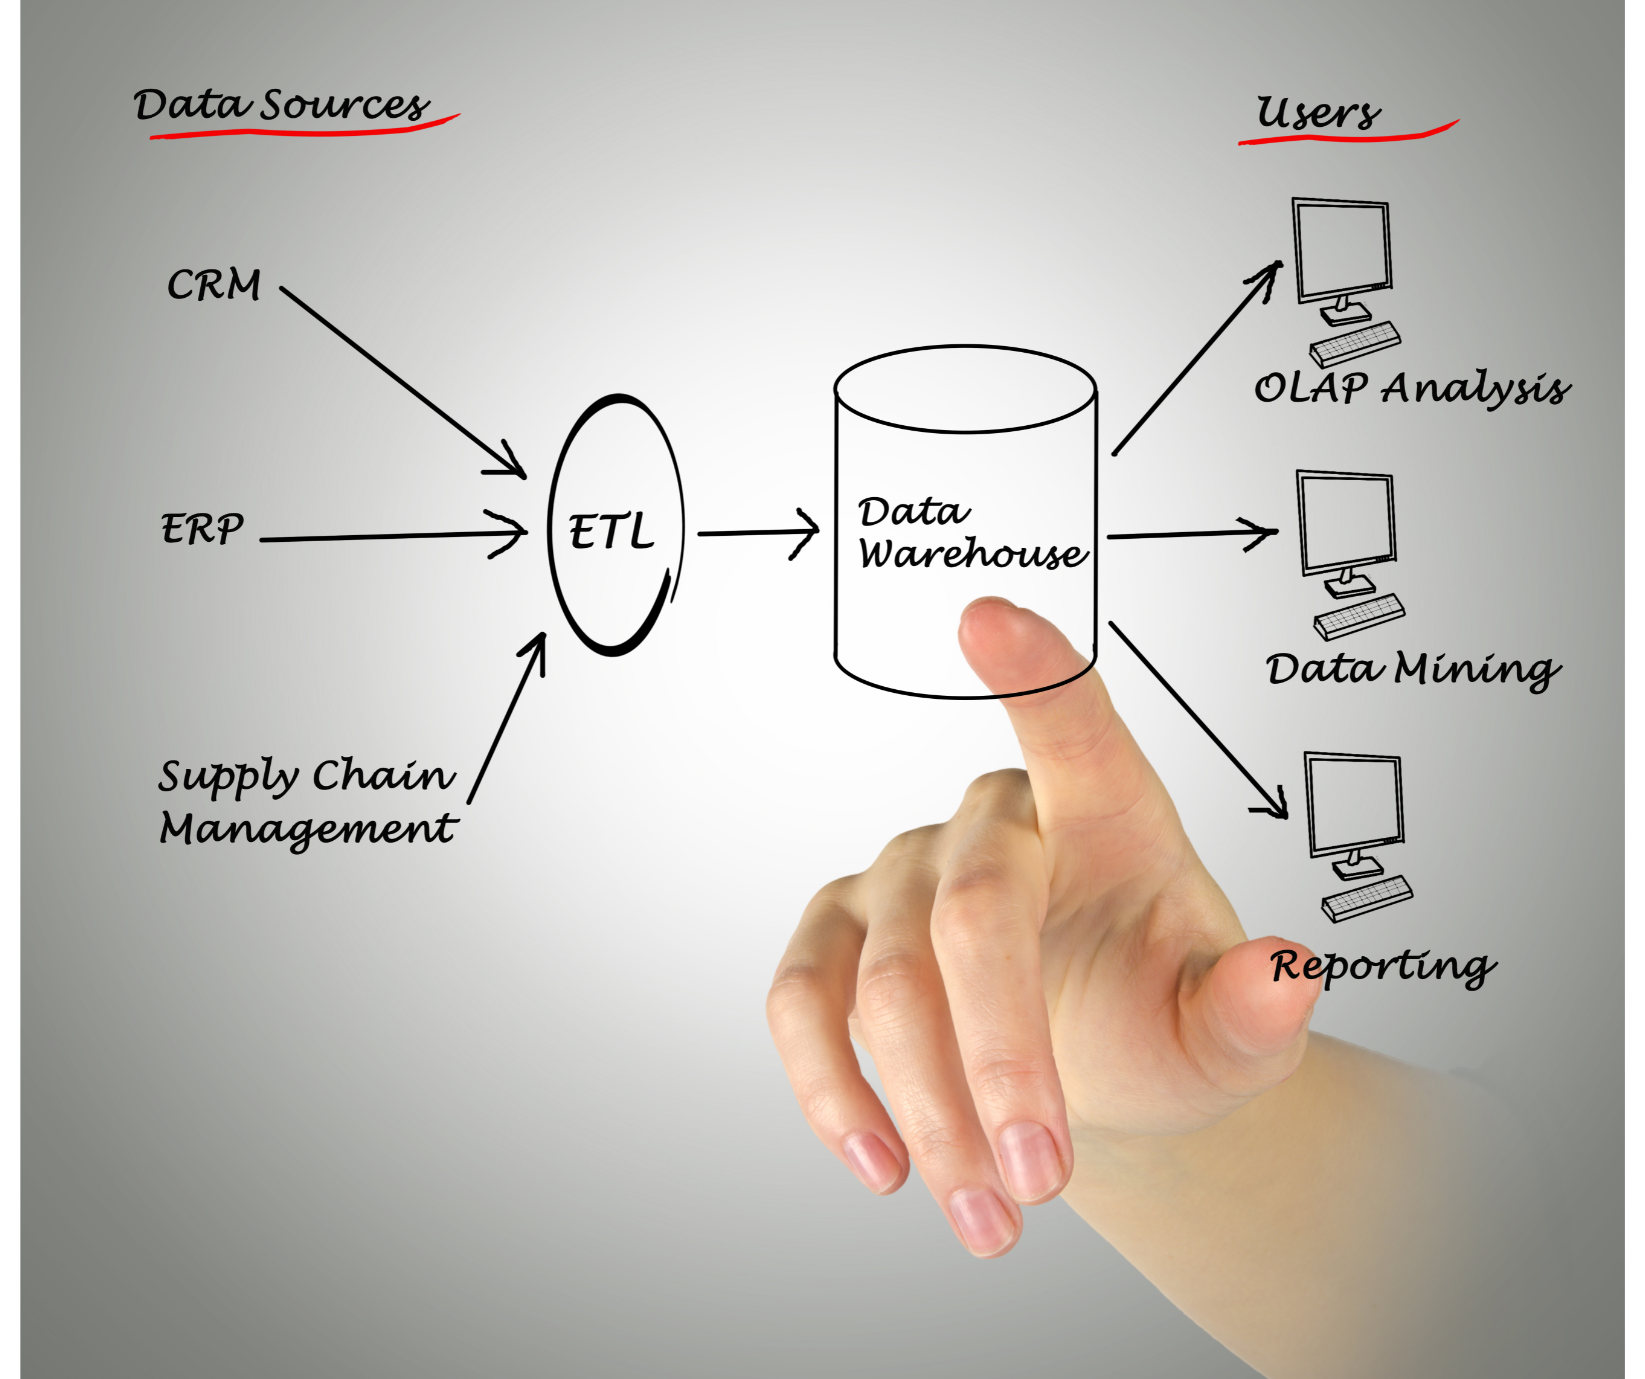 Data Sources
Users
CRM
OLAP Analysis
ERP
ETL
Data
Warehouse
Data Mining
Supply Chain
Management
Reporting